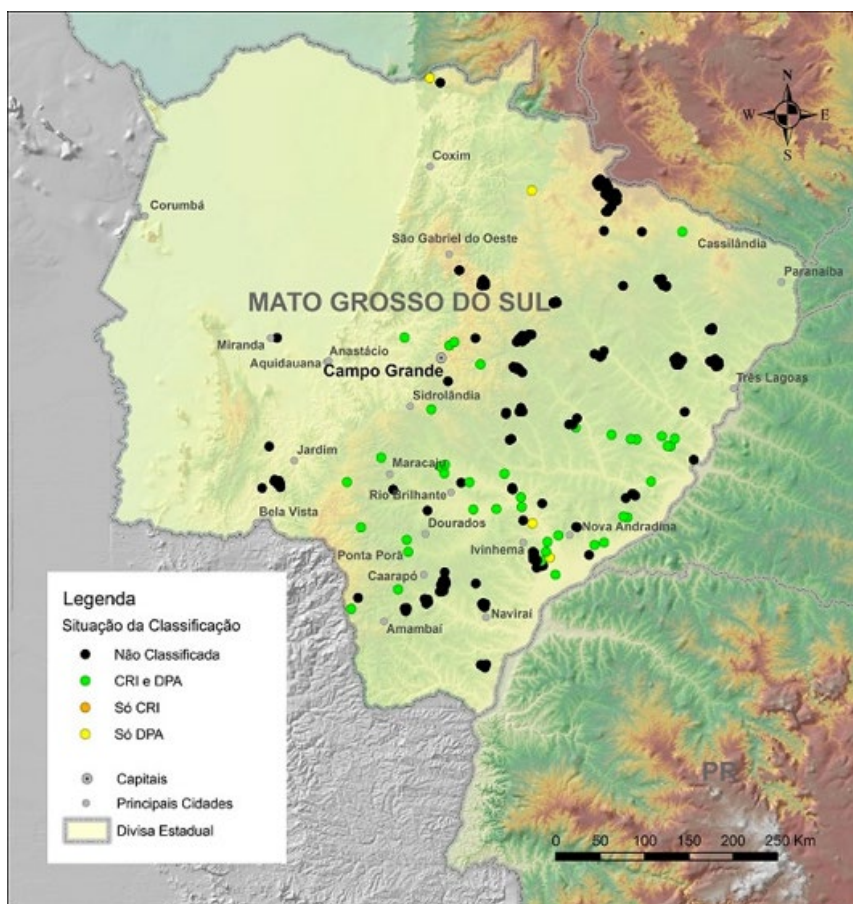 N
W E
S
Coxim
Corumbá
São Gabriel do Oeste
Cassilândia
Paranaíba
MATO GROSSO DO SUL
Miranda
Anastácio
Aquidauana
Campo Grande
Três Lagoas
Sidrolândia
Jardim
Maracaju
Rio Brilhante
Bela Vista
Dourados
Nova Andradina
Ivinhema
Ponta Porã
Caarapó
Naviraí
Amambaí
Legenda
Situação da Classificação
Não Classificada
CRI e DPA
Só CRI
Só DPA
Capitais
Principais Cidades
Divisa Estadual
PR
0 50 100 150 200 250 Km